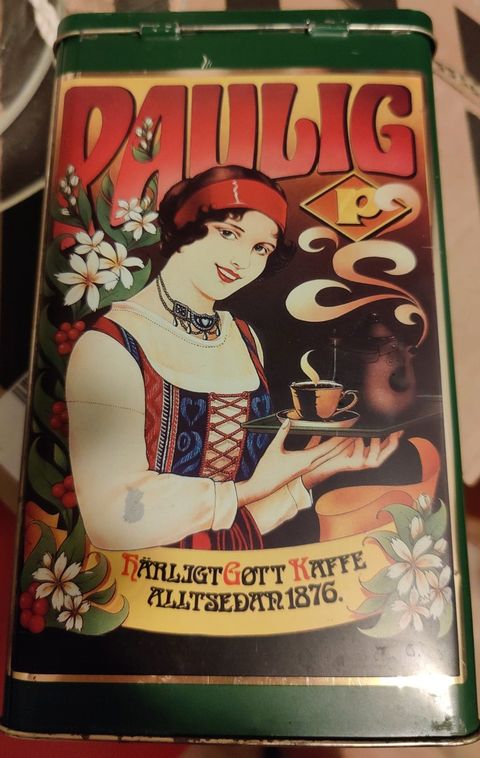 PAULIG
P
HÄRLIGT GOTT KAFFE
ALLTSEDAN 1876.